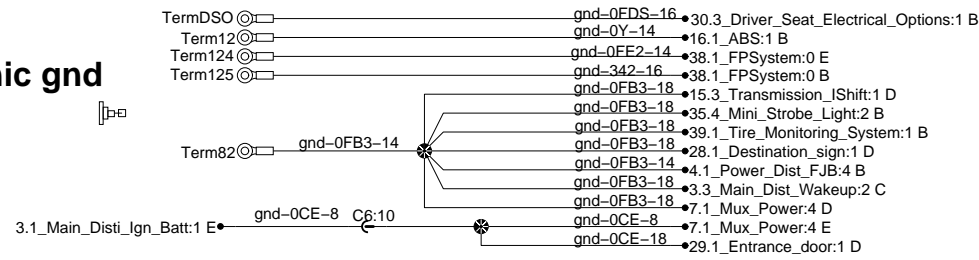 TermDSO gnd-0FDS-16 30.3_Driver_Seat_Electrical_Options:1 B
Term12 gnd-0Y-14 16.1_ABS:1 B
Term124 gnd-0FE2-14 38.1_FPSystem:0 E
Term125 gnd-342-16 38.1_FPSystem:0 B
nic gnd
gnd-0FB3-18 15.3_Transmission_IShift:1 D
gnd-0FB3-18 35.4_Mini_Strobe_Light:2 B
gnd-0FB3-18 39.1_Tire_Monitoring_System:1 B
Term82 gnd-0FB3-14 gnd-0FB3-18 28.1_Destination_sign:1 D
gnd-0FB3-14 4.1_Power_Dist_FJB:4 B
gnd-0FB3-18 3.3_Main_Dist_Wakeup:2 C
gnd-0FB3-18 7.1_Mux_Power:4 D
3.1_Main_Disti_Ign_Batt:1 E gnd-0CE-8 C6:10 gnd-0CE-8 7.1_Mux_Power:4 E
gnd-0CE-18 29.1_Entrance_door:1 D